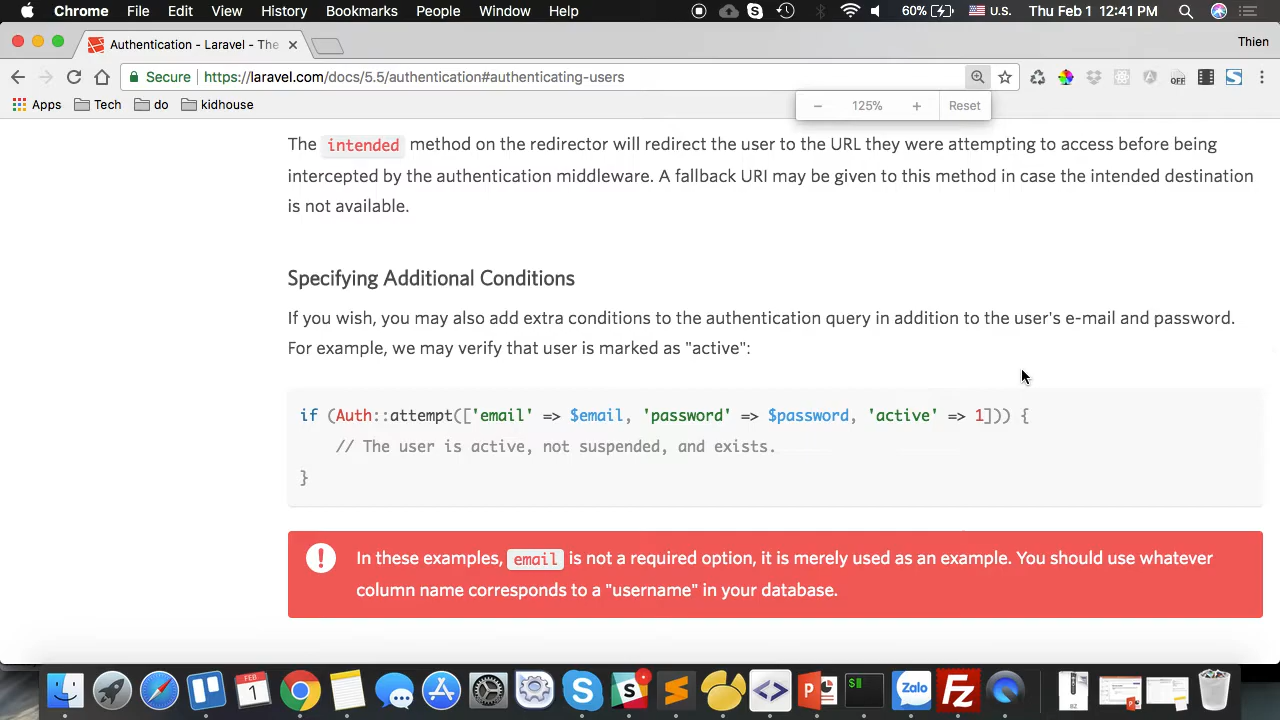 Chrome File Edit View History Bookmarks People Window Help 60% U.S. Thu Feb 1 12:41 PM
Authentication - Laravel - The Thien
Secure https://laravel.com/docs/5.5/authentication#authenticating-users OFF
Apps Tech do kidhouse
− 125% + Reset
The intended method on the redirector will redirect the user to the URL they were attempting to access before being
intercepted by the authentication middleware. A fallback URI may be given to this method in case the intended destination
is not available.
Specifying Additional Conditions
If you wish, you may also add extra conditions to the authentication query in addition to the user's e-mail and password.
For example, we may verify that user is marked as "active":
if (Auth::attempt(['email' => $email, 'password' => $password, 'active' => 1])) {
// The user is active, not suspended, and exists.
}
In these examples, email is not a required option, it is merely used as an example. You should use whatever
column name corresponds to a "username" in your database.
FEB
1
Zalo
Fz